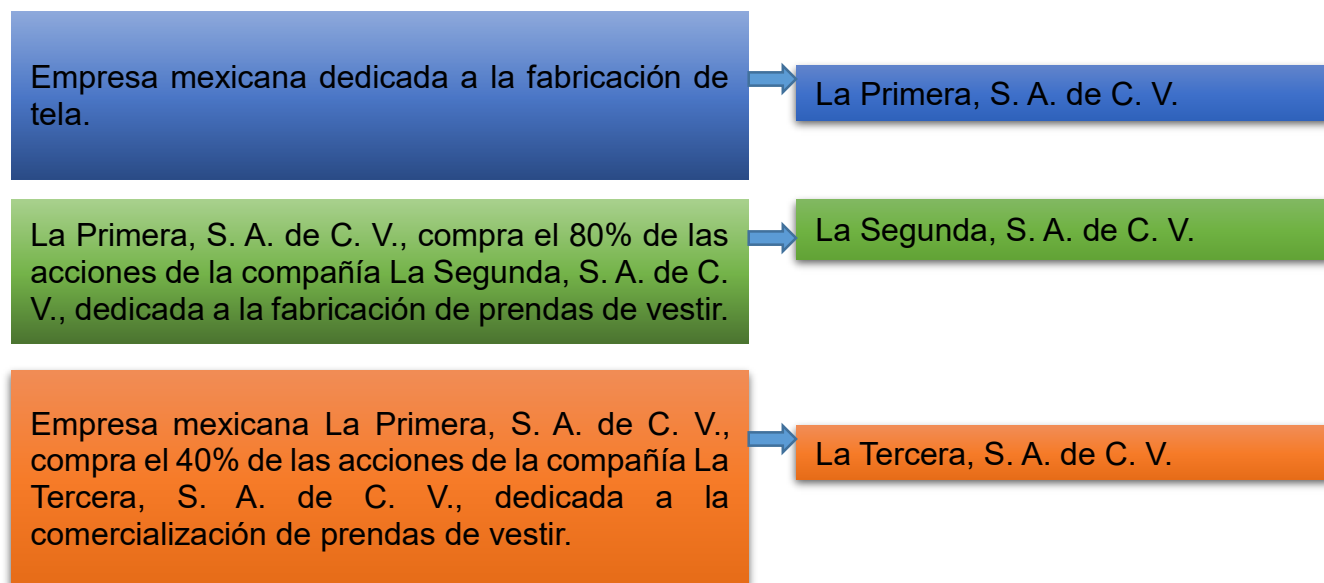 Empresa mexicana dedicada a la fabricación de
tela.
La Primera, S. A. de C. V.
La Primera, S. A. de C. V., compra el 80% de las
acciones de la compañía La Segunda, S. A. de C.
V., dedicada a la fabricación de prendas de vestir.
La Segunda, S. A. de C. V.
Empresa mexicana La Primera, S. A. de C. V.,
compra el 40% de las acciones de la compañía La
Tercera, S. A. de C. V., dedicada a la
comercialización de prendas de vestir.
La Tercera, S. A. de C. V.